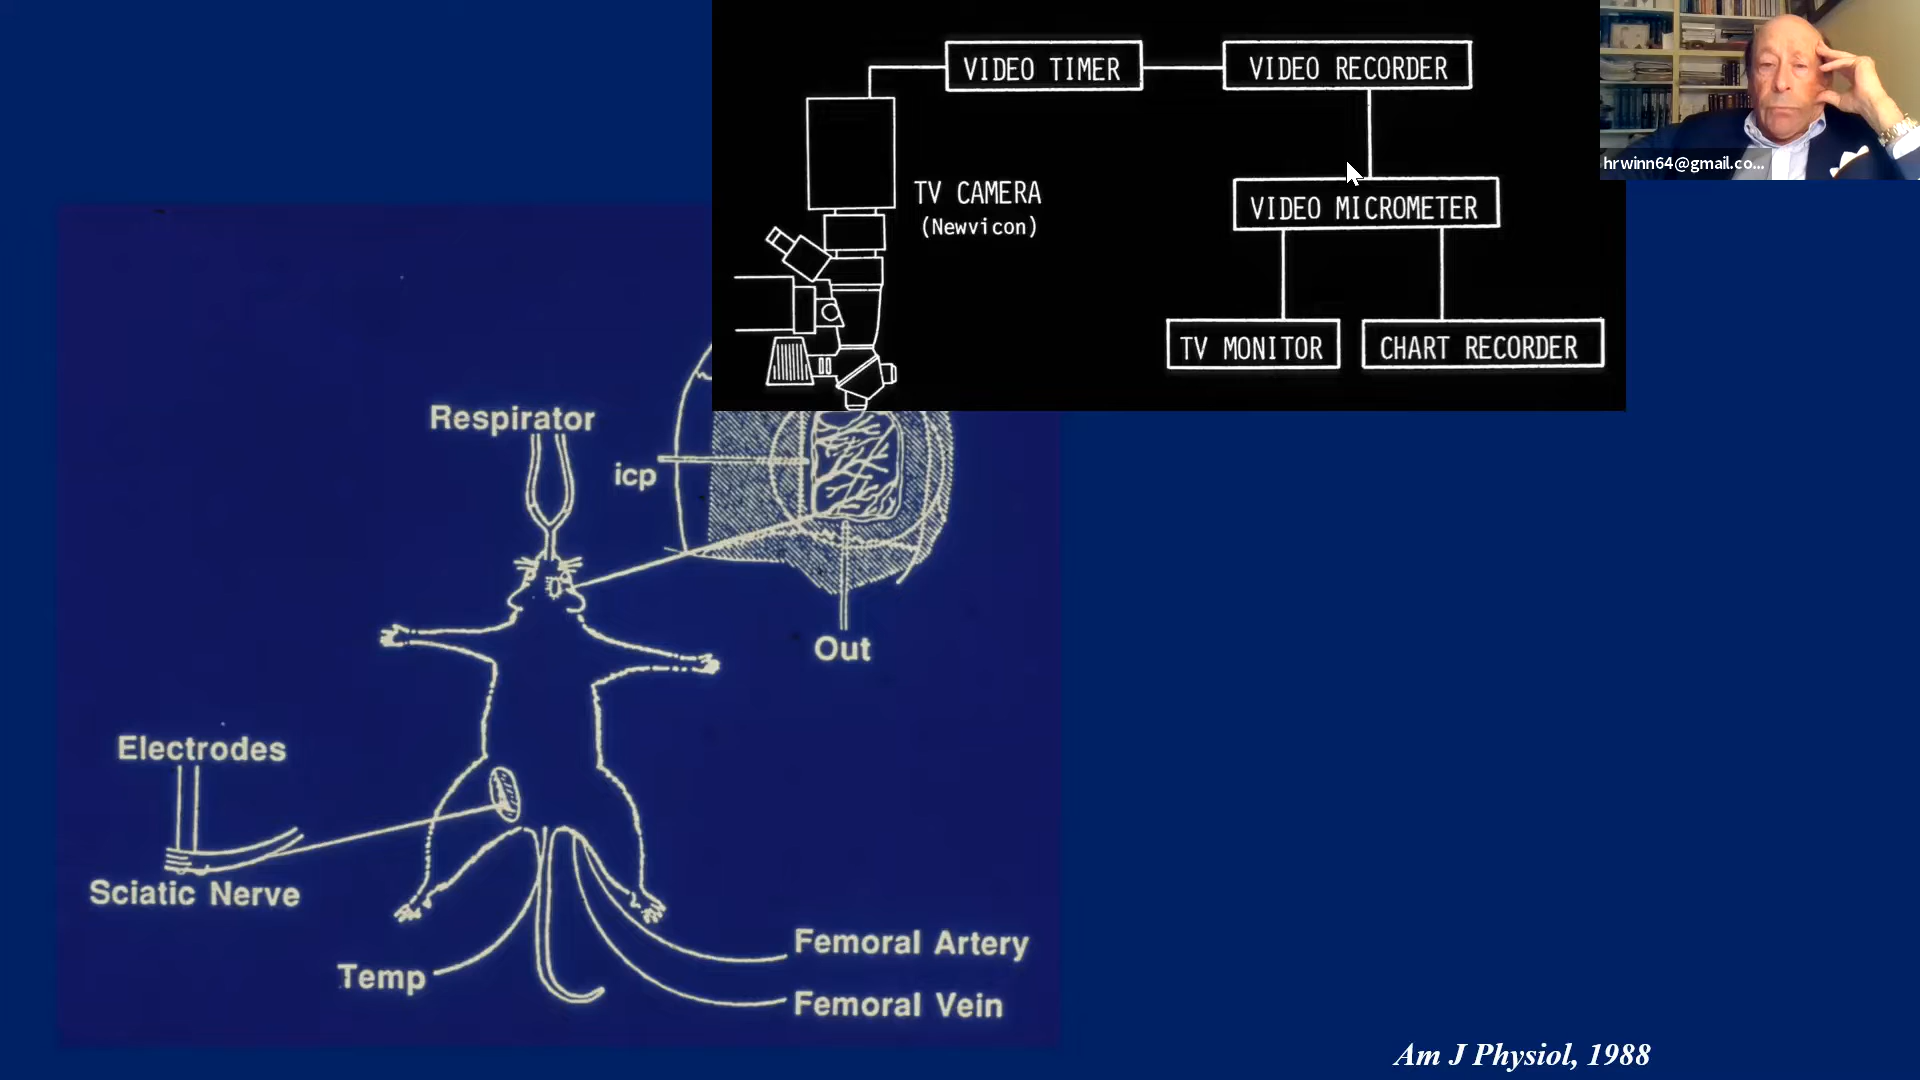 VIDEO TIMER
VIDEO RECORDER
TV CAMERA
(Newvicon)
VIDEO MICROMETER
TV MONITOR
CHART RECORDER
hrwinn64@gmail.co...
Respirator
icp
Out
Electrodes
Sciatic Nerve
Temp
Femoral Artery
Femoral Vein
Am J Physiol, 1988